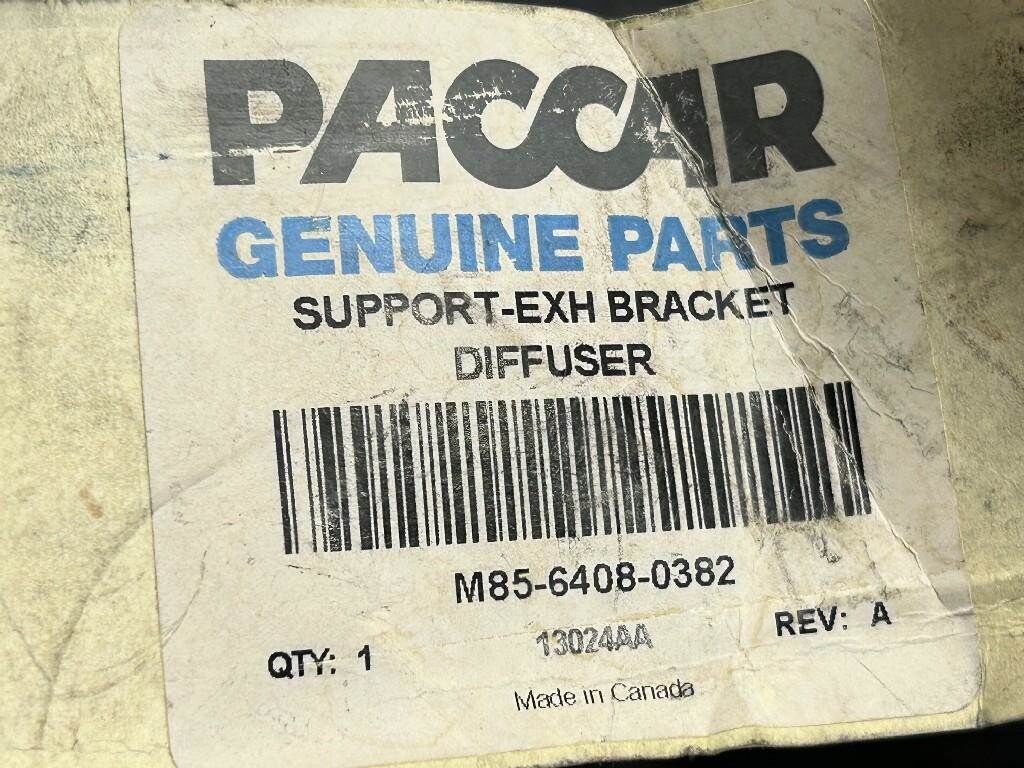 PACCAR
GENUINE PARTS
SUPPORT-EXH BRACKET
DIFFUSER
M85-6408-0382
QTY: 1
13024AA
REV: A
Made in Canada